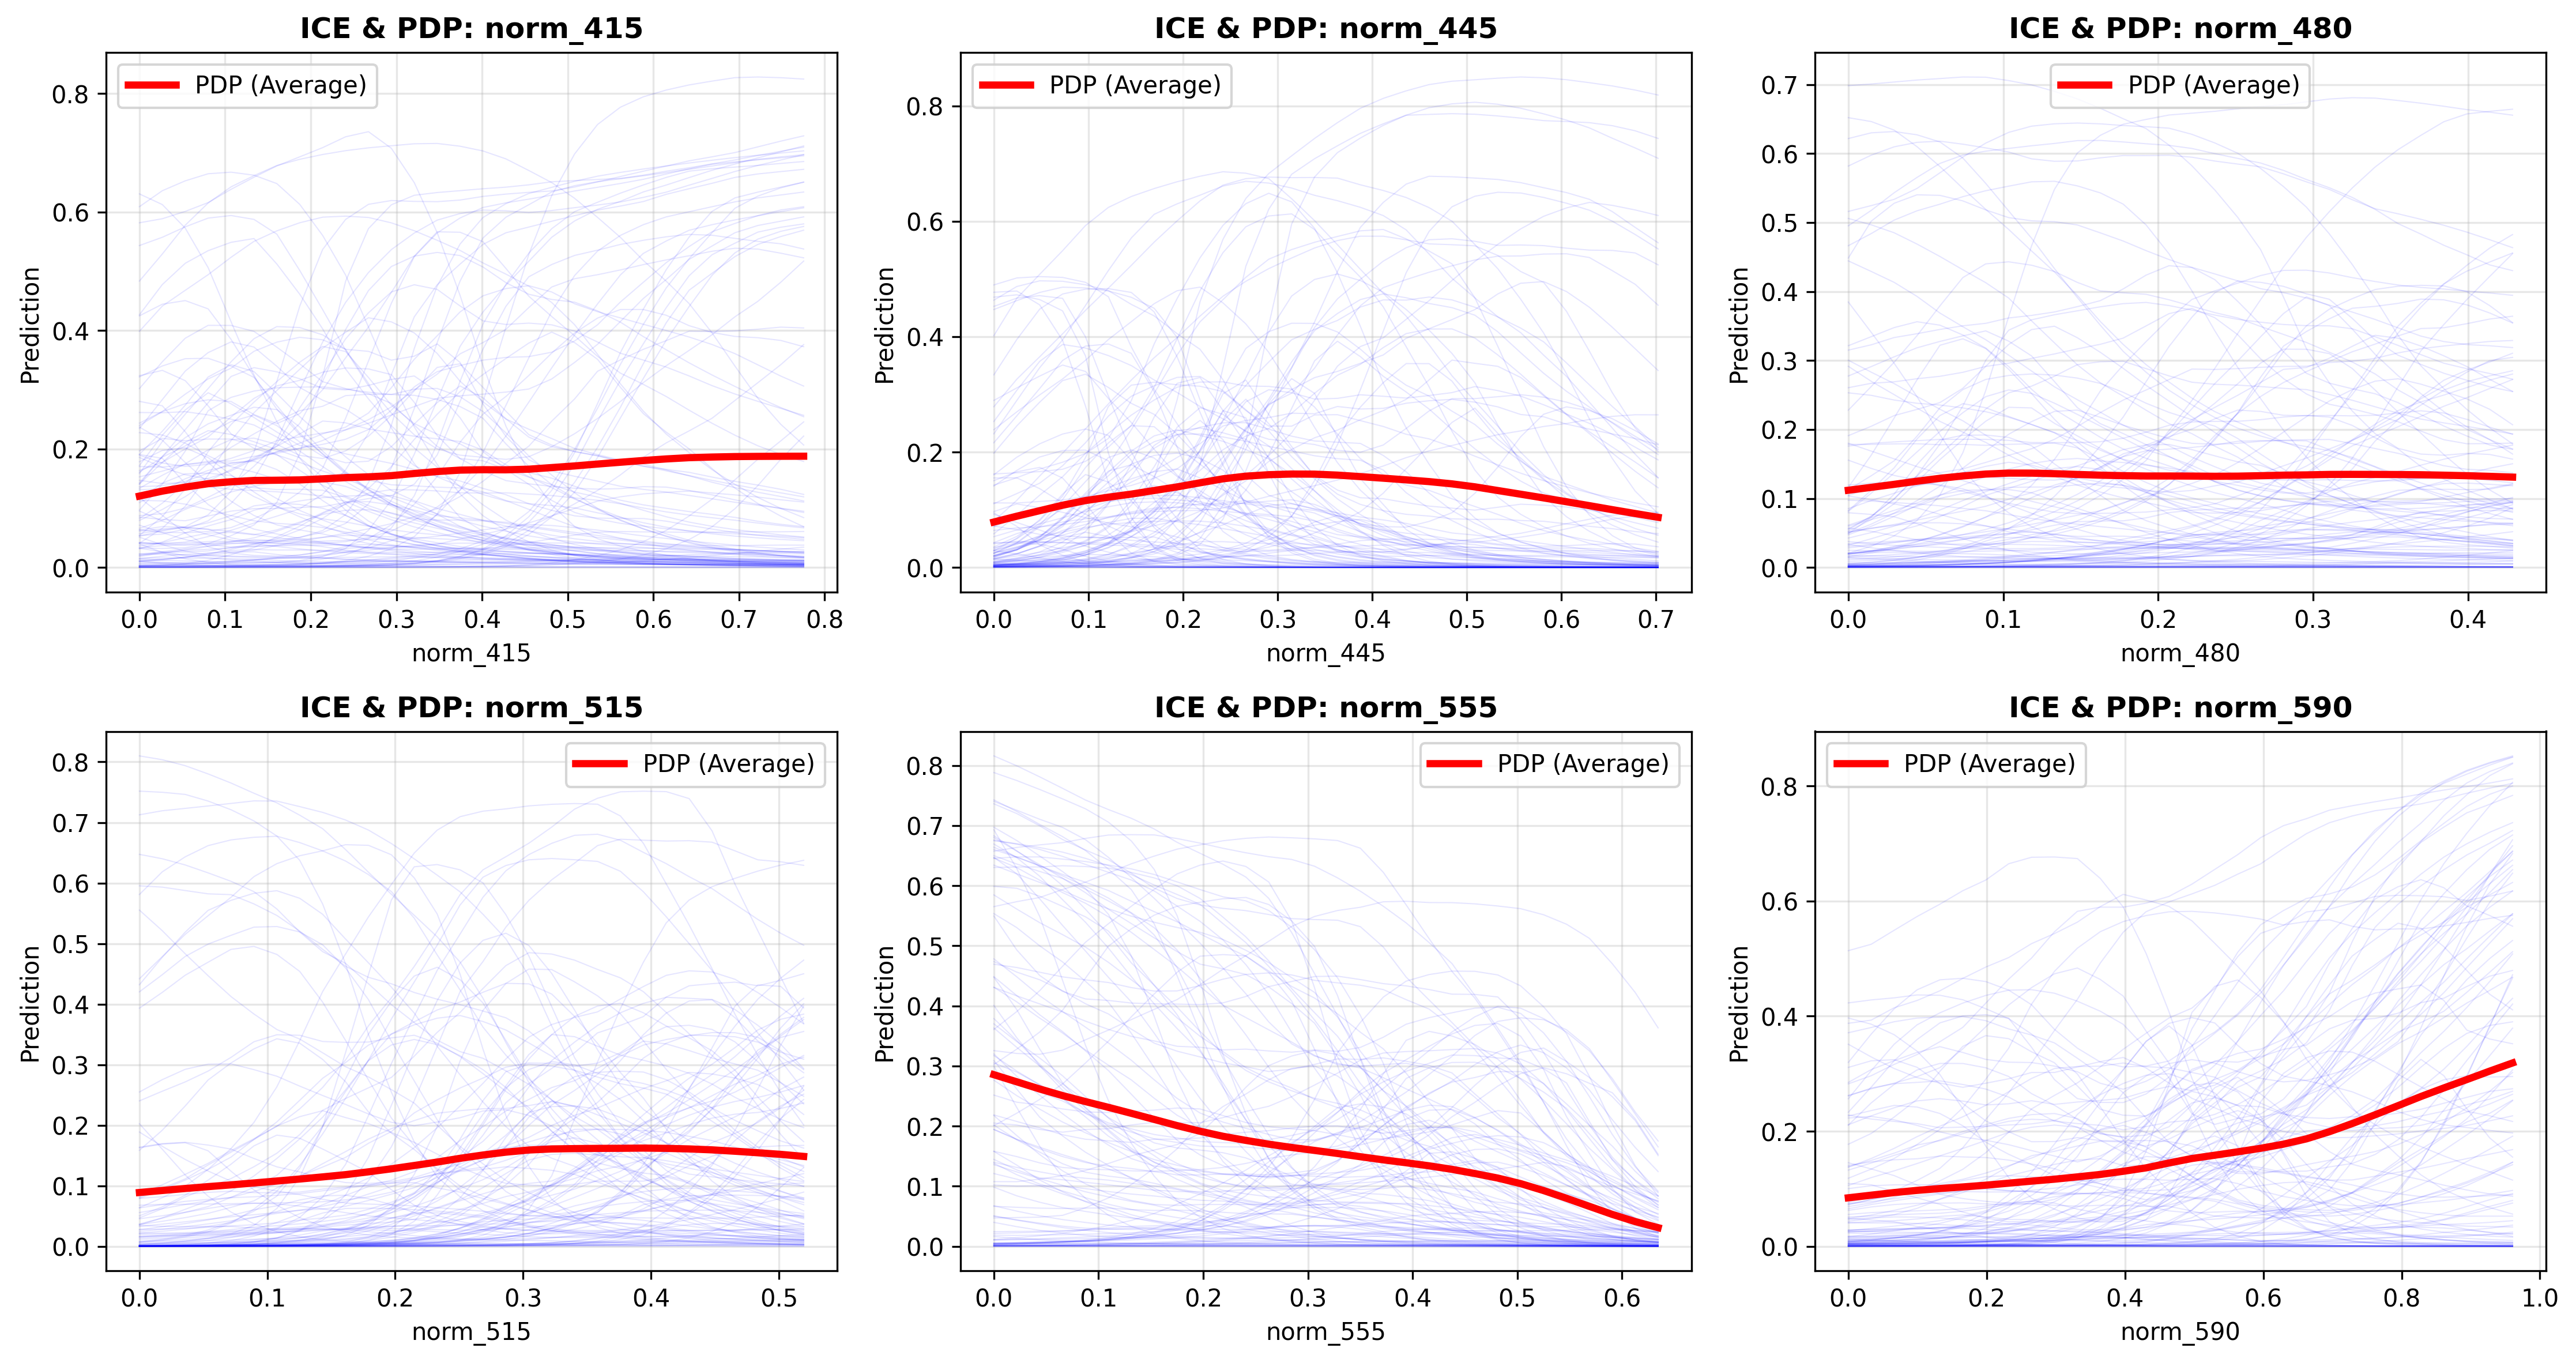 ICE & PDP: norm_415
PDP (Average)
0.8
0.6
0.4
0.2
0.0
Prediction
0.0 0.1 0.2 0.3 0.4 0.5 0.6 0.7 0.8
norm_415
ICE & PDP: norm_445
PDP (Average)
0.8
0.6
0.4
0.2
0.0
Prediction
0.0 0.1 0.2 0.3 0.4 0.5 0.6 0.7
norm_445
ICE & PDP: norm_480
PDP (Average)
0.7
0.6
0.5
0.4
0.3
0.2
0.1
0.0
Prediction
0.0 0.1 0.2 0.3 0.4
norm_480
ICE & PDP: norm_515
PDP (Average)
0.8
0.7
0.6
0.5
0.4
0.3
0.2
0.1
0.0
Prediction
0.0 0.1 0.2 0.3 0.4 0.5
norm_515
ICE & PDP: norm_555
PDP (Average)
0.8
0.7
0.6
0.5
0.4
0.3
0.2
0.1
0.0
Prediction
0.0 0.1 0.2 0.3 0.4 0.5 0.6
norm_555
ICE & PDP: norm_590
PDP (Average)
0.8
0.6
0.4
0.2
0.0
Prediction
0.0 0.2 0.4 0.6 0.8 1.0
norm_590